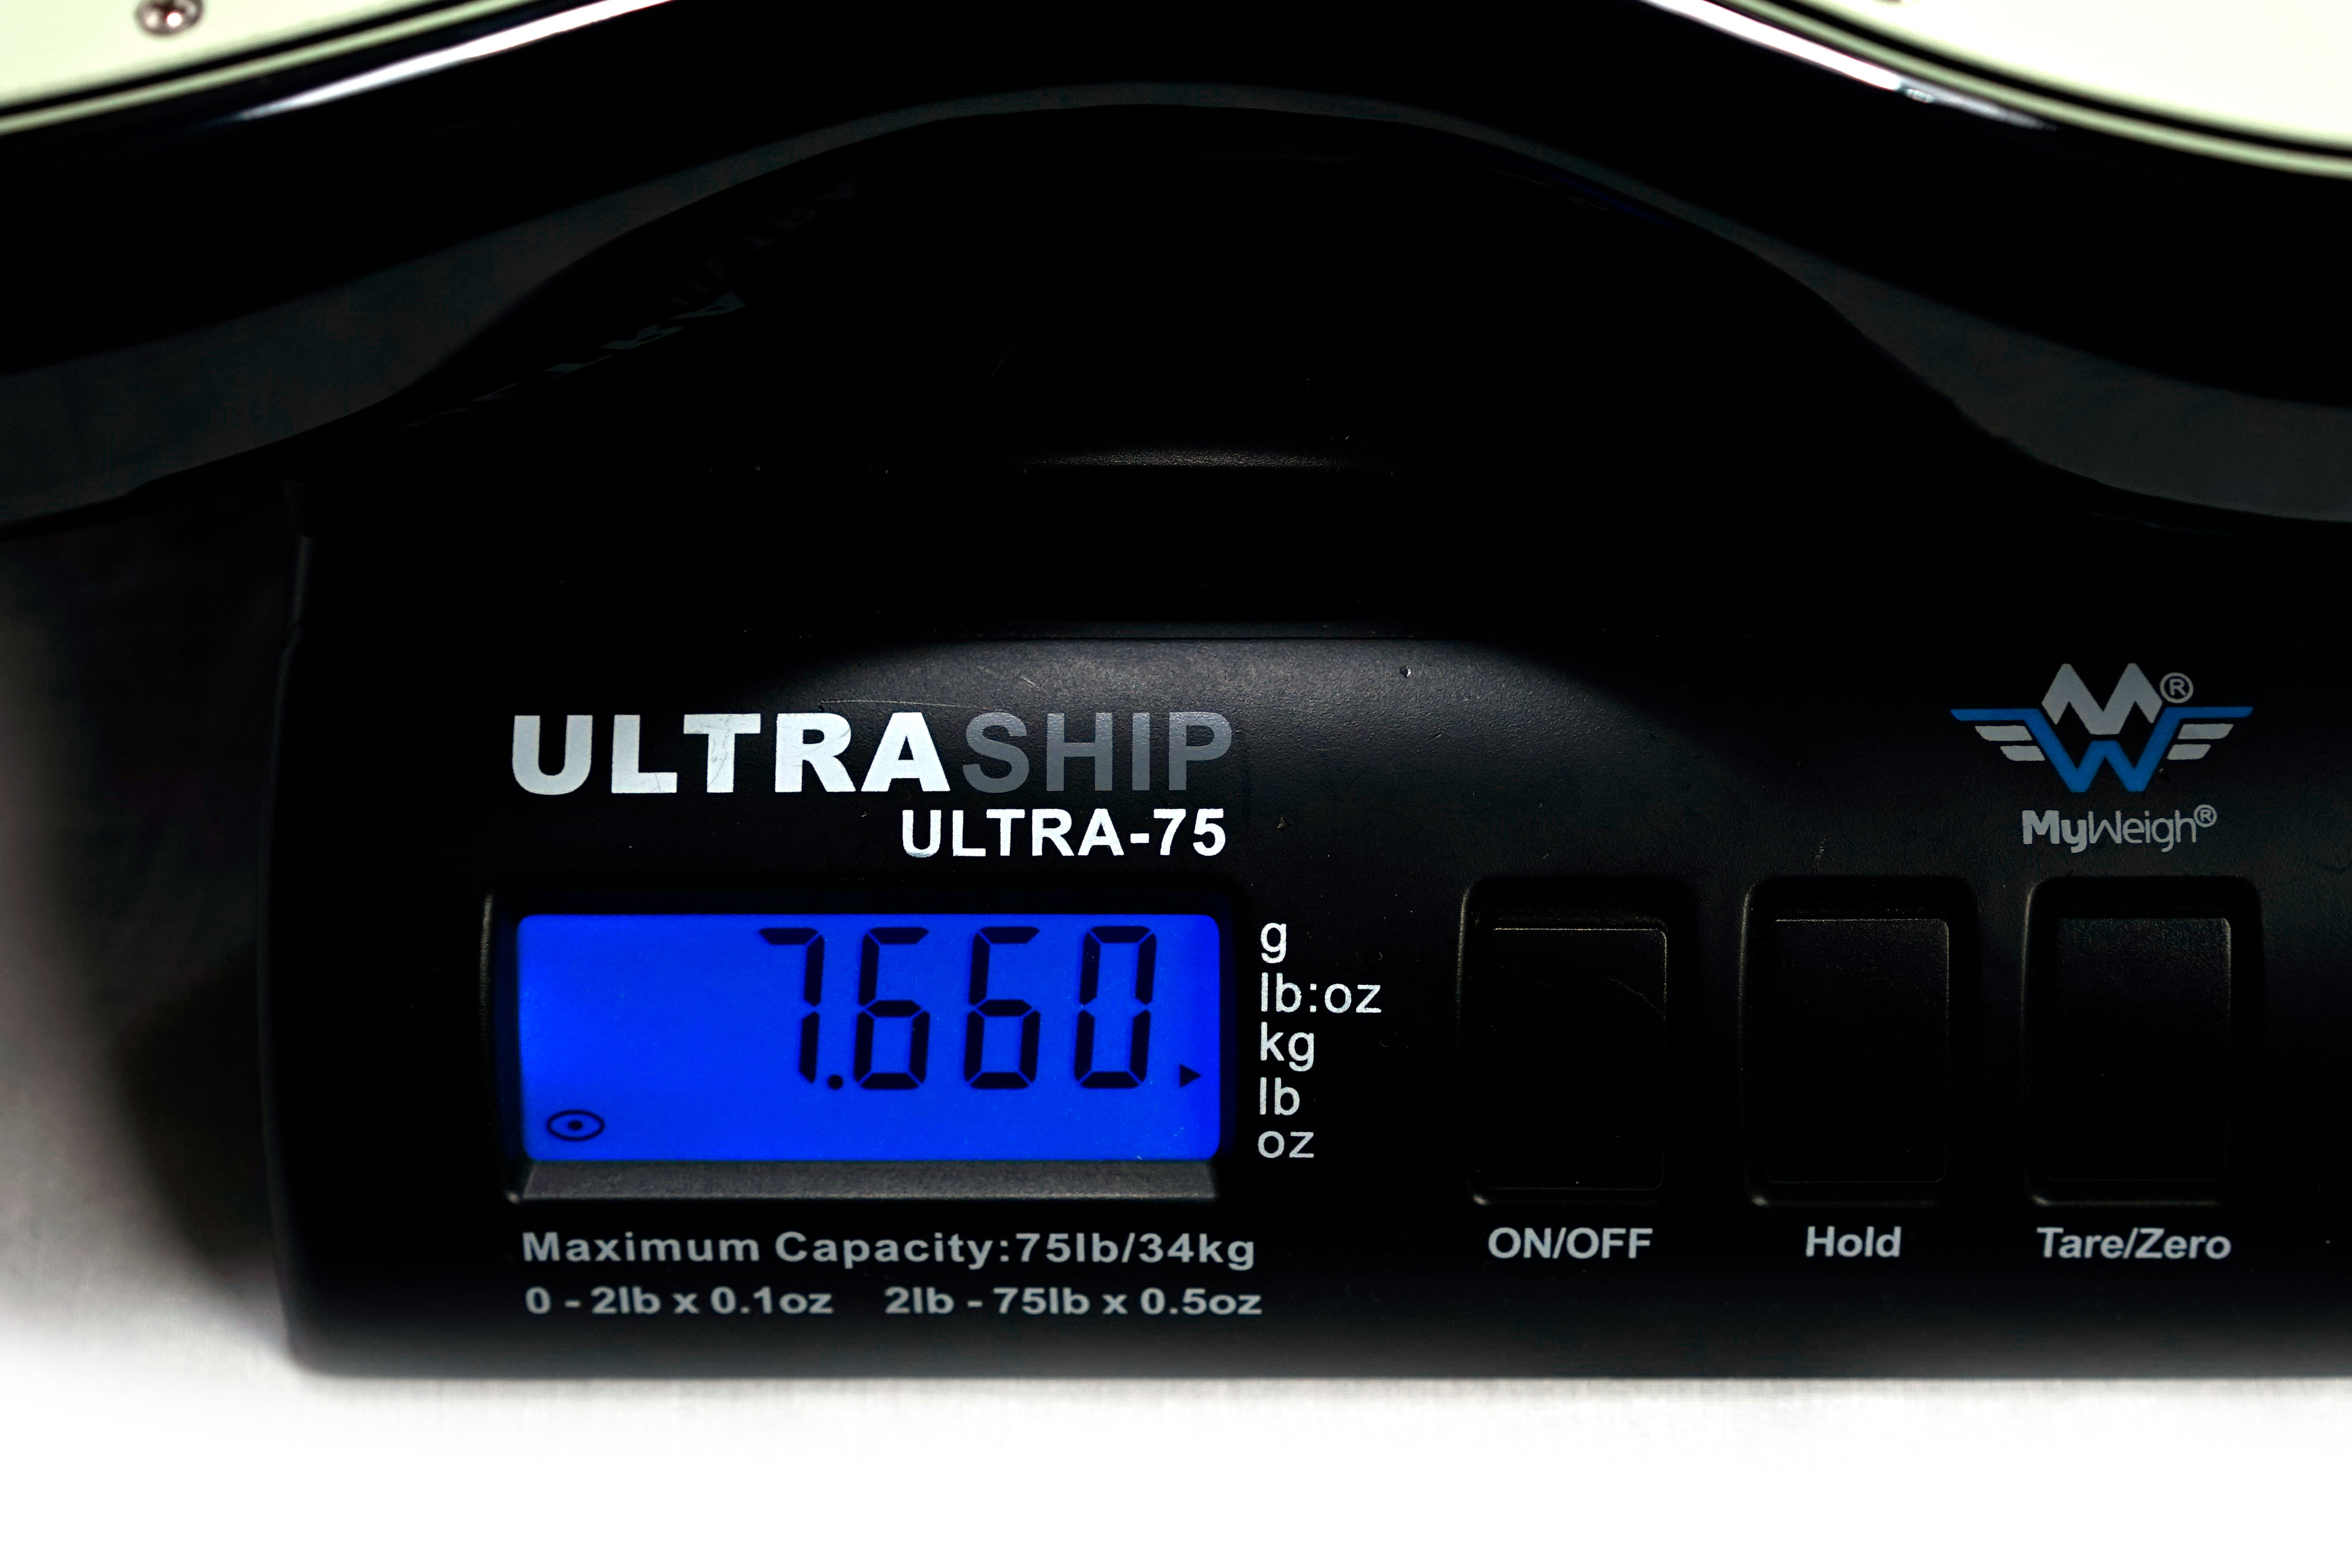 ULTRASHIP
ULTRA-75
MW®
MyWeigh®
7.660
g
lb:oz
kg
lb
oz
Maximum Capacity:75lb/34kg
0 - 2lb x 0.1oz 2lb - 75lb x 0.5oz
ON/OFF
Hold
Tare/Zero